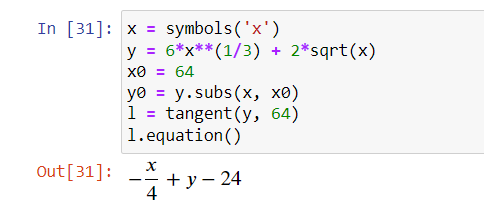 In [31]: x = symbols('x')
y = 6*x**(1/3) + 2*sqrt(x)
x0 = 64
y0 = y.subs(x, x0)
l = tangent(y, 64)
l.equation()
Out[31]: −x/4 + y − 24